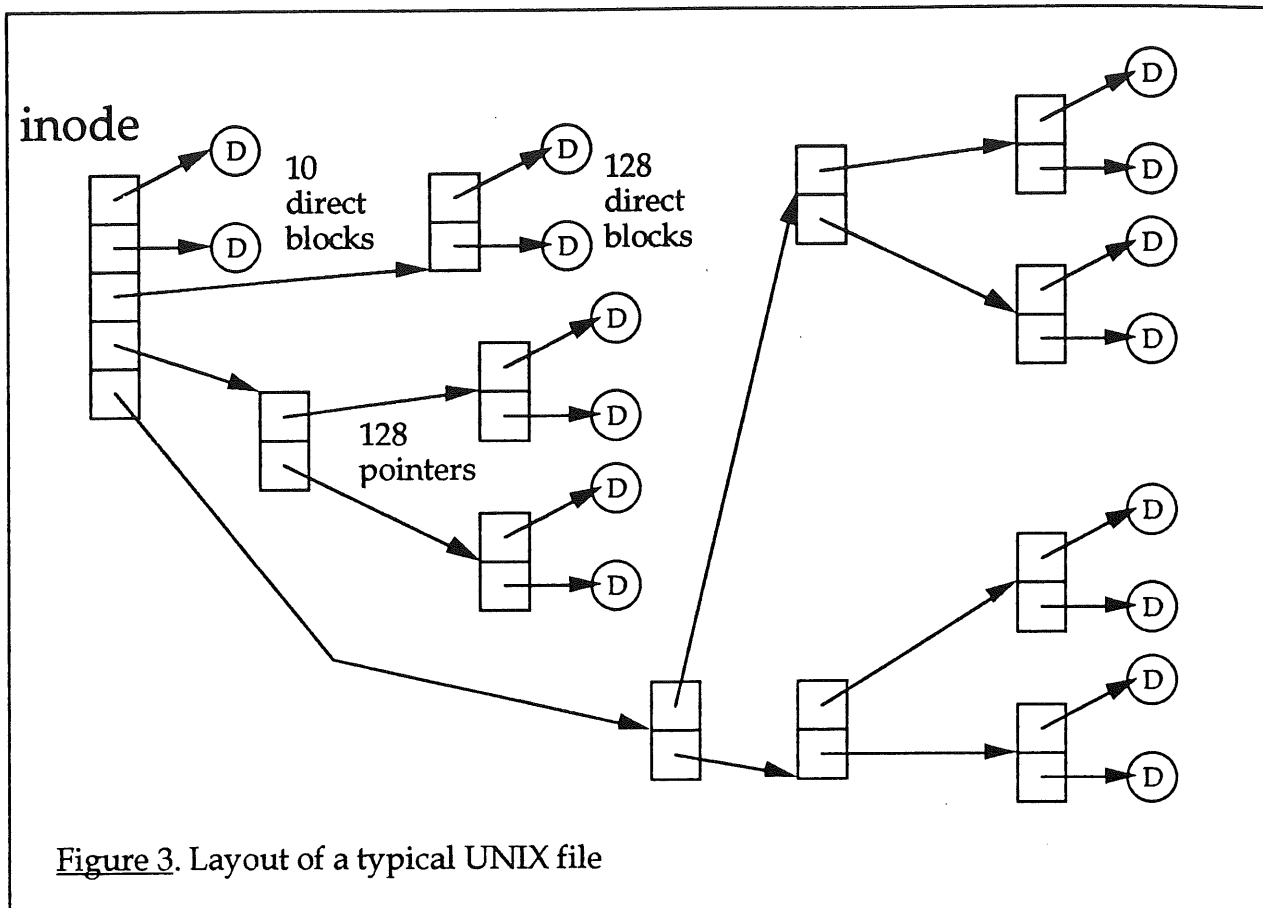 inode
D
D
10
direct
blocks
D
D
128
direct
blocks
D
D
128
pointers
D
D
D
D
D
D
D
D
D
D
Figure 3. Layout of a typical UNIX file